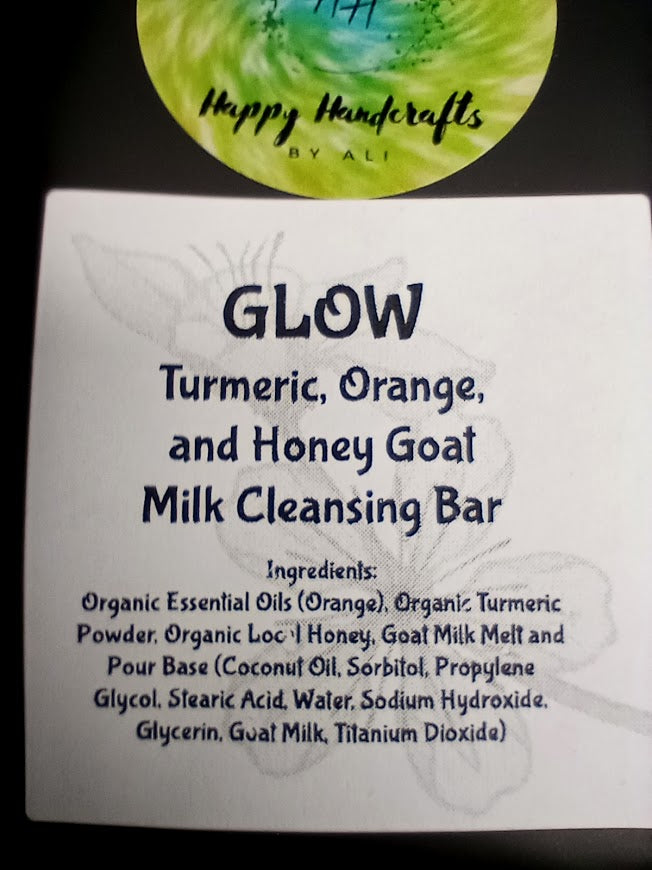 Happy Handcrafts
BY ALI
GLOW
Turmeric, Orange,
and Honey Goat
Milk Cleansing Bar
Ingredients:
Organic Essential Oils (Orange), Organic Turmeric
Powder, Organic Local Honey, Goat Milk Melt and
Pour Base (Coconut Oil, Sorbitol, Propylene
Glycol, Stearic Acid, Water, Sodium Hydroxide,
Glycerin, Goat Milk, Titanium Dioxide)